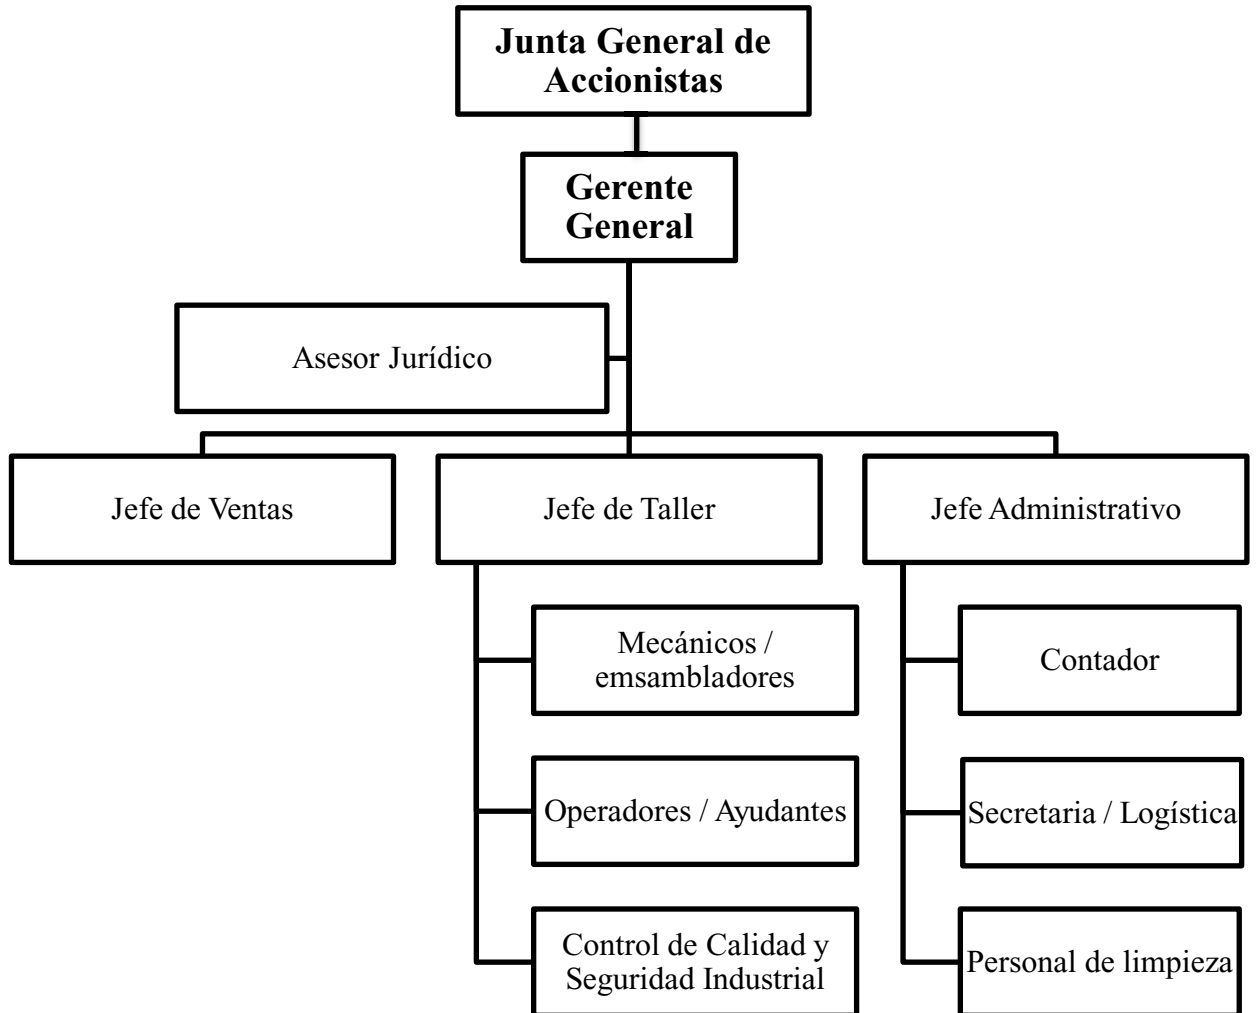 Junta General de
Accionistas
Gerente
General
Asesor Jurídico
Jefe de Ventas
Jefe de Taller
Jefe Administrativo
Mecánicos /
emsambladores
Contador
Operadores / Ayudantes
Secretaria / Logística
Control de Calidad y
Seguridad Industrial
Personal de limpieza